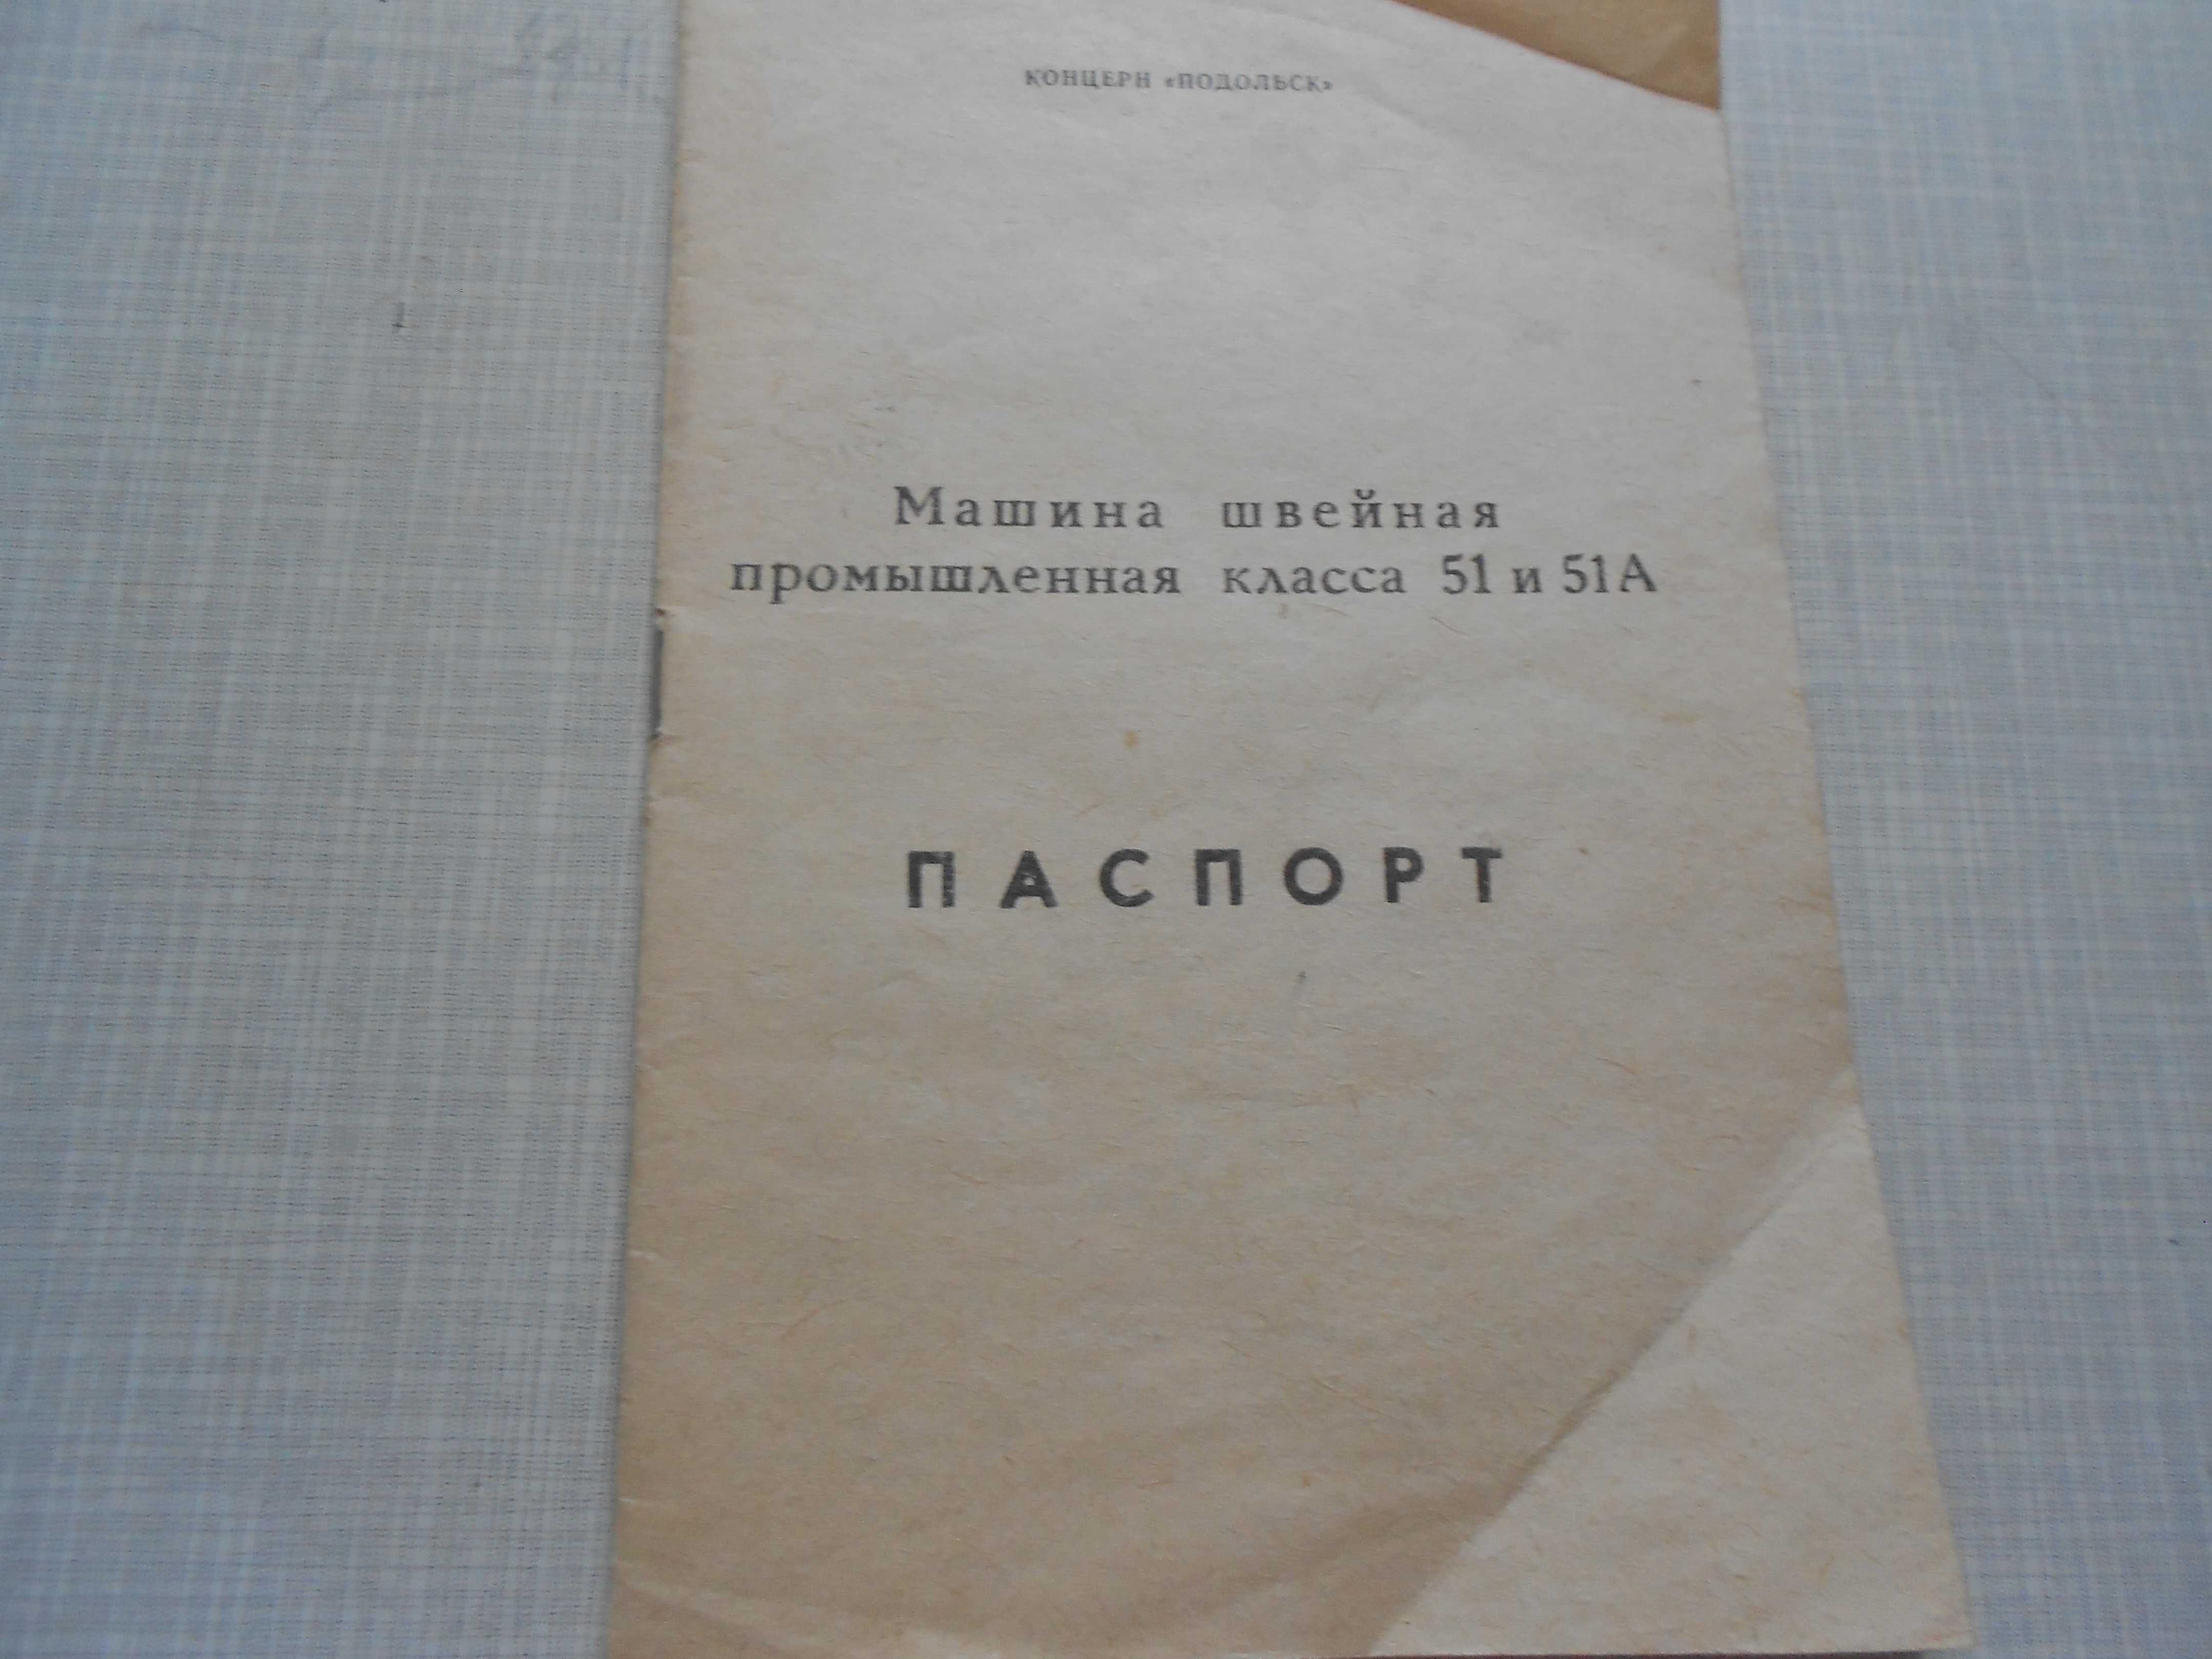 КОНЦЕРН «ПОДОЛЬСК»
Машина швейная
промышленная класса 51 и 51А
ПАСПОРТ